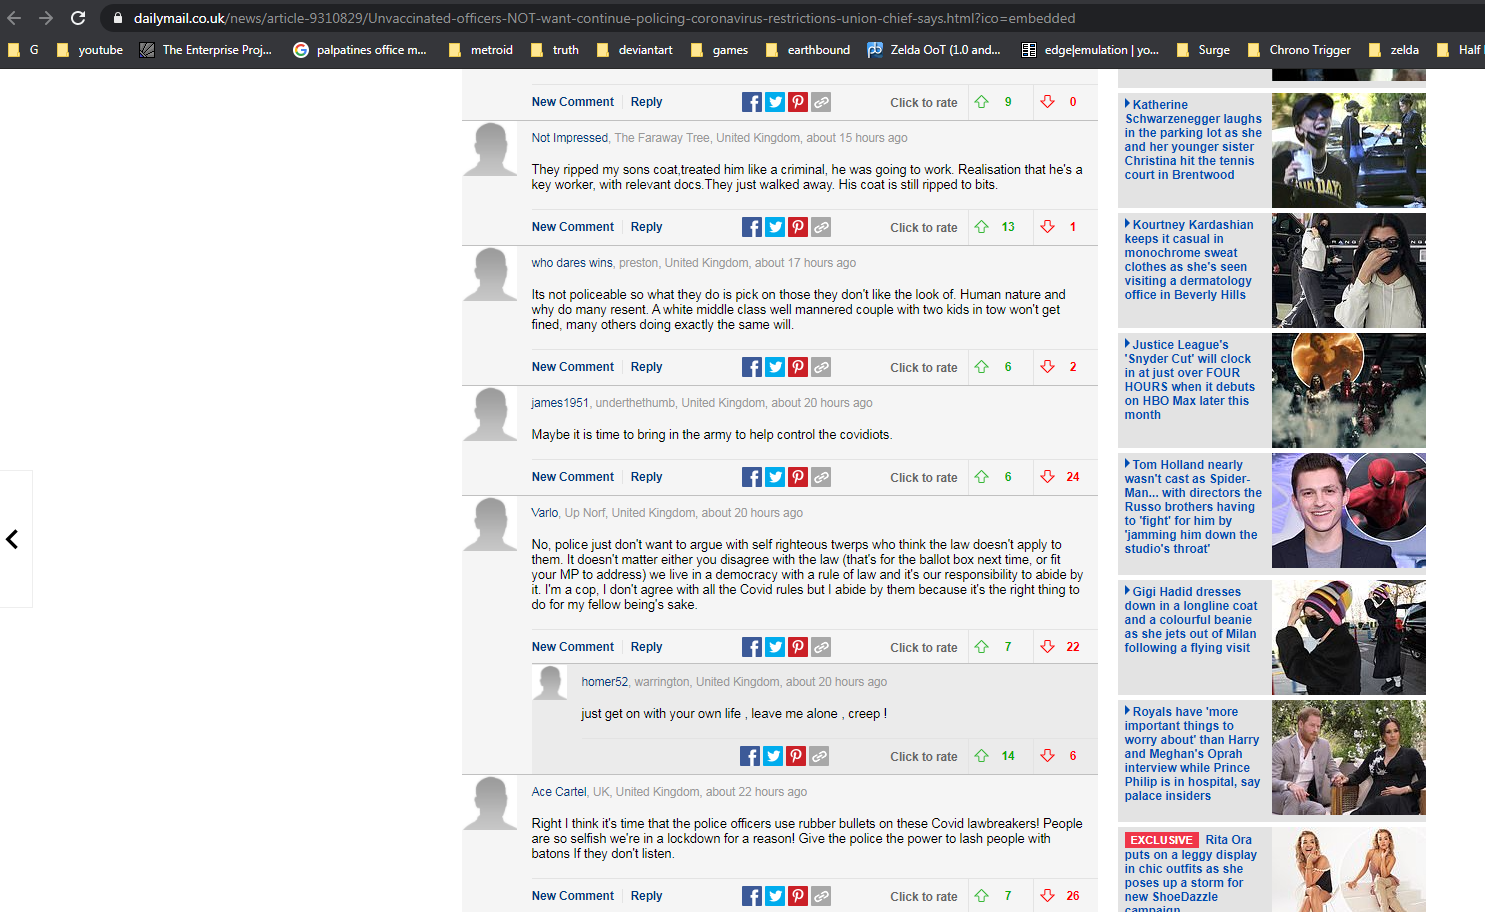 dailymail.co.uk/news/article-9310829/Unvaccinated-officers-NOT-want-continue-policing-coronavirus-restrictions-union-chief-says.html?ico=embedded
G
youtube
The Enterprise Proj...
palpatines office m...
metroid
truth
deviantart
games
earthbound
Zelda OoT (1.0 and...
edge|emulation | yo...
Surge
Chrono Trigger
zelda
Half
New Comment Reply
Click to rate 9 0
Not Impressed, The Faraway Tree, United Kingdom, about 15 hours ago
They ripped my sons coat,treated him like a criminal, he was going to work. Realisation that he's a
key worker, with relevant docs.They just walked away. His coat is still ripped to bits.
New Comment Reply
Click to rate 13 1
who dares wins, preston, United Kingdom, about 17 hours ago
Its not policeable so what they do is pick on those they don't like the look of. Human nature and
why do many resent. A white middle class well mannered couple with two kids in tow won't get
fined, many others doing exactly the same will.
New Comment Reply
Click to rate 6 2
james1951, underthethumb, United Kingdom, about 20 hours ago
Maybe it is time to bring in the army to help control the covidiots.
New Comment Reply
Click to rate 6 24
Varlo, Up Norf, United Kingdom, about 20 hours ago
No, police just don't want to argue with self righteous twerps who think the law doesn't apply to
them. It doesn't matter either you disagree with the law (that's for the ballot box next time, or fit
your MP to address) we live in a democracy with a rule of law and it's our responsibility to abide by
it. I'm a cop, I don't agree with all the Covid rules but I abide by them because it's the right thing to
do for my fellow being's sake.
New Comment Reply
Click to rate 7 22
homer52, warrington, United Kingdom, about 20 hours ago
just get on with your own life , leave me alone , creep !
Click to rate 14 6
Ace Cartel, UK, United Kingdom, about 22 hours ago
Right I think it's time that the police officers use rubber bullets on these Covid lawbreakers! People
are so selfish we're in a lockdown for a reason! Give the police the power to lash people with
batons If they don't listen.
New Comment Reply
Click to rate 7 26
Katherine
Schwarzenegger laughs
in the parking lot as she
and her younger sister
Christina hit the tennis
court in Brentwood
Kourtney Kardashian
keeps it casual in
monochrome sweat
clothes as she's seen
visiting a dermatology
office in Beverly Hills
Justice League's
'Snyder Cut' will clock
in at just over FOUR
HOURS when it debuts
on HBO Max later this
month
Tom Holland nearly
wasn't cast as Spider-
Man... with directors the
Russo brothers having
to 'fight' for him by
'jamming him down the
studio's throat'
Gigi Hadid dresses
down in a longline coat
and a colourful beanie
as she jets out of Milan
following a flying visit
Royals have 'more
important things to
worry about' than Harry
and Meghan's Oprah
interview while Prince
Philip is in hospital, say
palace insiders
EXCLUSIVE Rita Ora
puts on a leggy display
in chic outfits as she
poses up a storm for
new ShoeDazzle
campaign